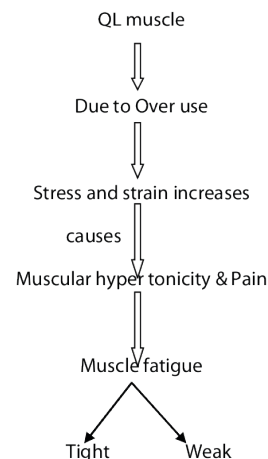 QL muscle
Due to Over use
Stress and strain increases
causes
Muscular hyper tonicity & Pain
Muscle fatigue
Tight Weak